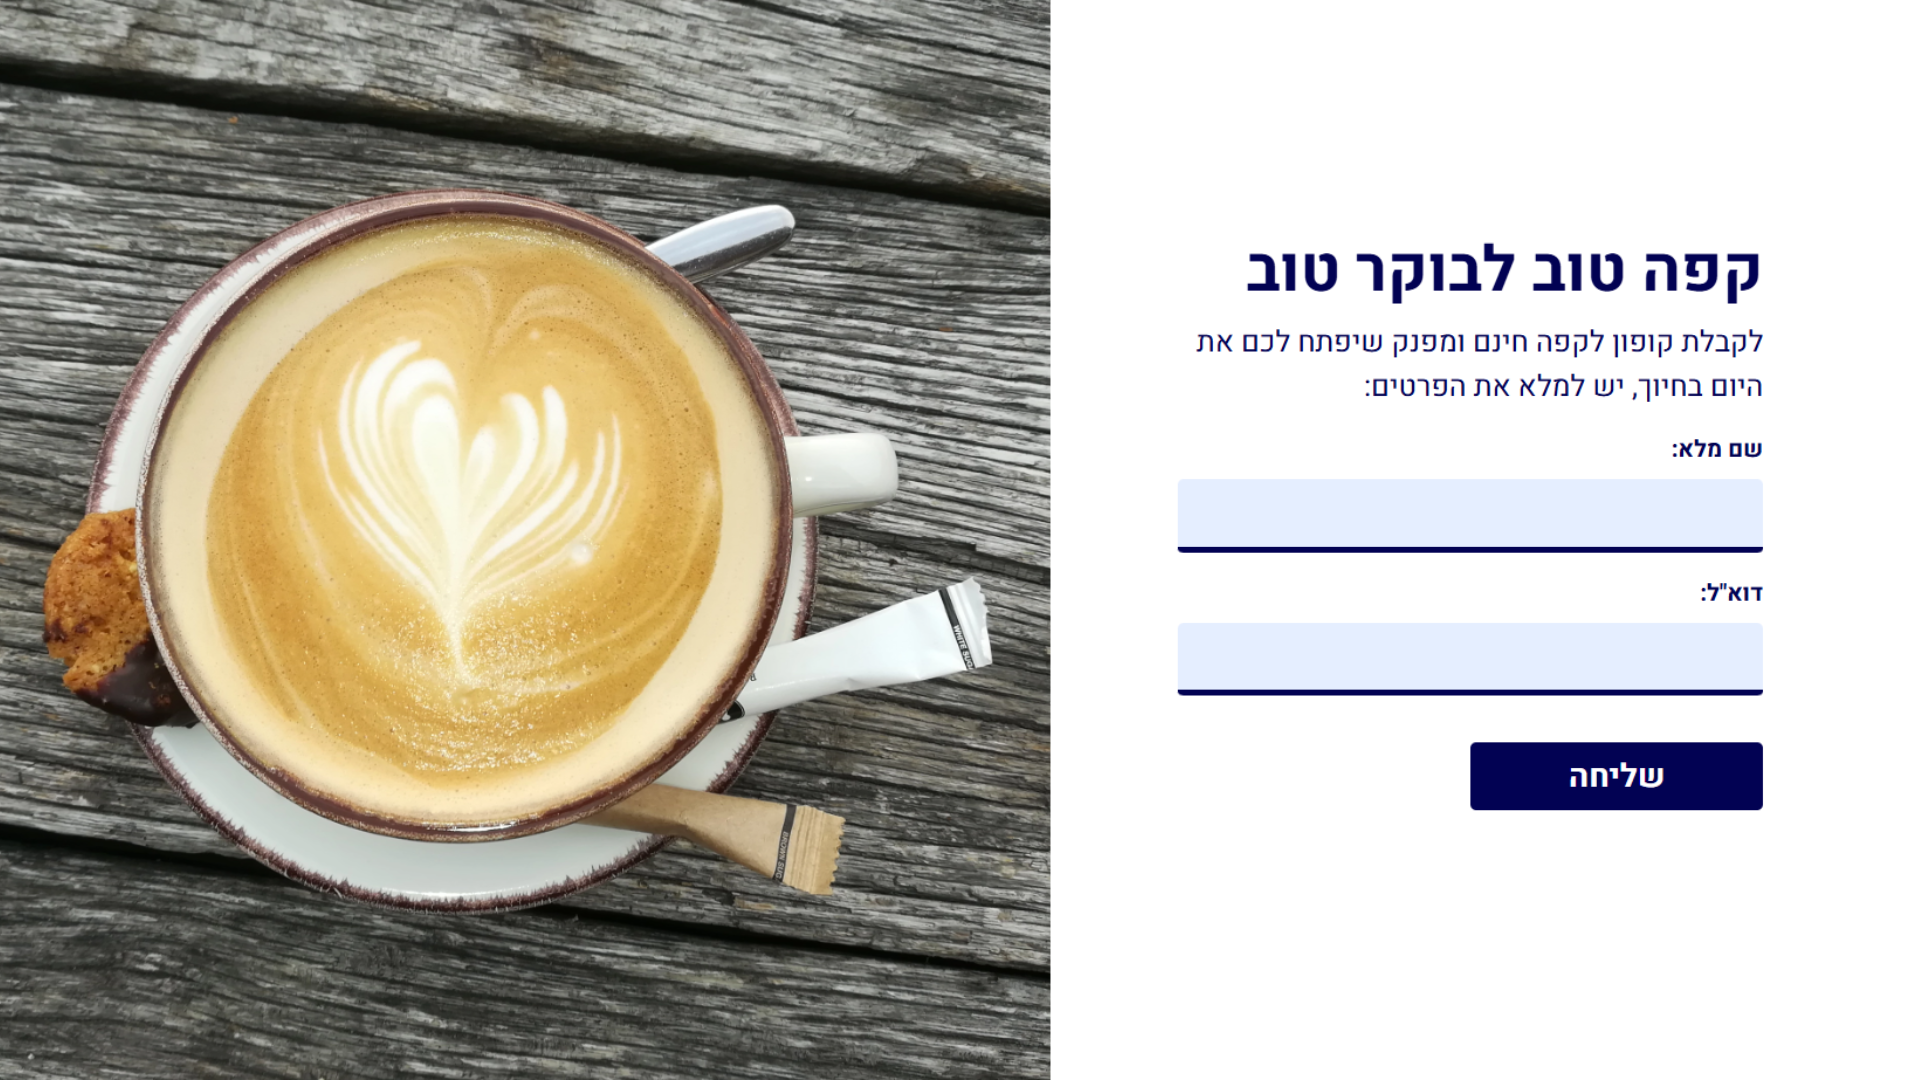 קפה טוב לבוקר טוב
לקבלת קופון לקפה חינם ומפנק שיפתח לכם את
היום בחיוך, יש למלא את הפרטים:
שם מלא:
דוא"ל:
שליחה